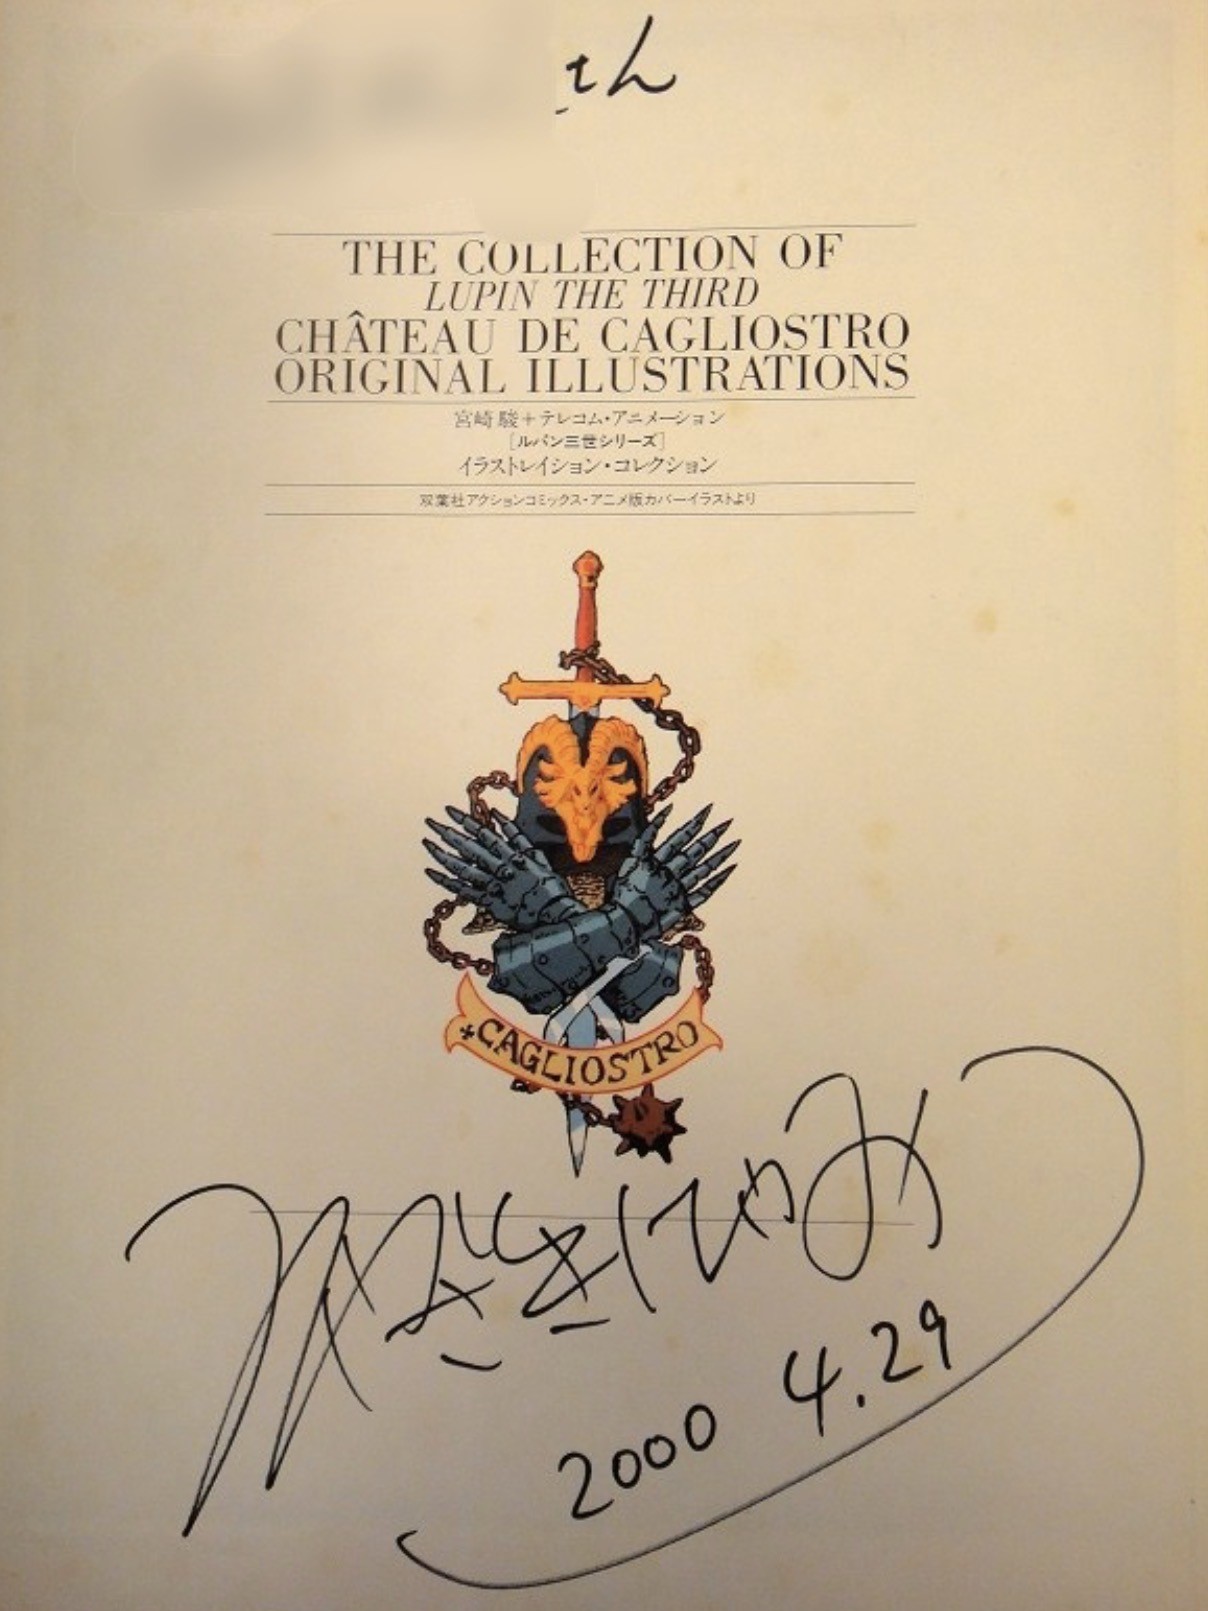 さん
THE COLLECTION OF
LUPIN THE THIRD
CHÂTEAU DE CAGLIOSTRO
ORIGINAL ILLUSTRATIONS
宮崎 駿+テレコム・アニメーション
[ルパン三世シリーズ]
イラストレイション・コレクション
双葉社アクションコミックス・アニメ版カバーイラストより
CAGLIOSTRO
2000 4.29